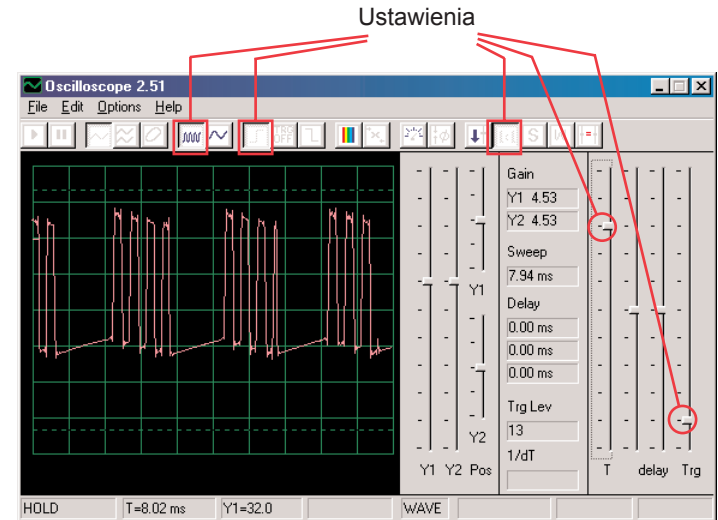 Ustawienia
Oscilloscope 2.51
File Edit Options Help
TRG OFF
Gain
Y1 4.53
Y2 4.53
Sweep
7.94 ms
Delay
0.00 ms
0.00 ms
0.00 ms
Trg Lev
13
1/dT
Y1
Y2
Y1 Y2 Pos
T delay Trg
HOLD T=8.02 ms Y1=32.0 WAVE